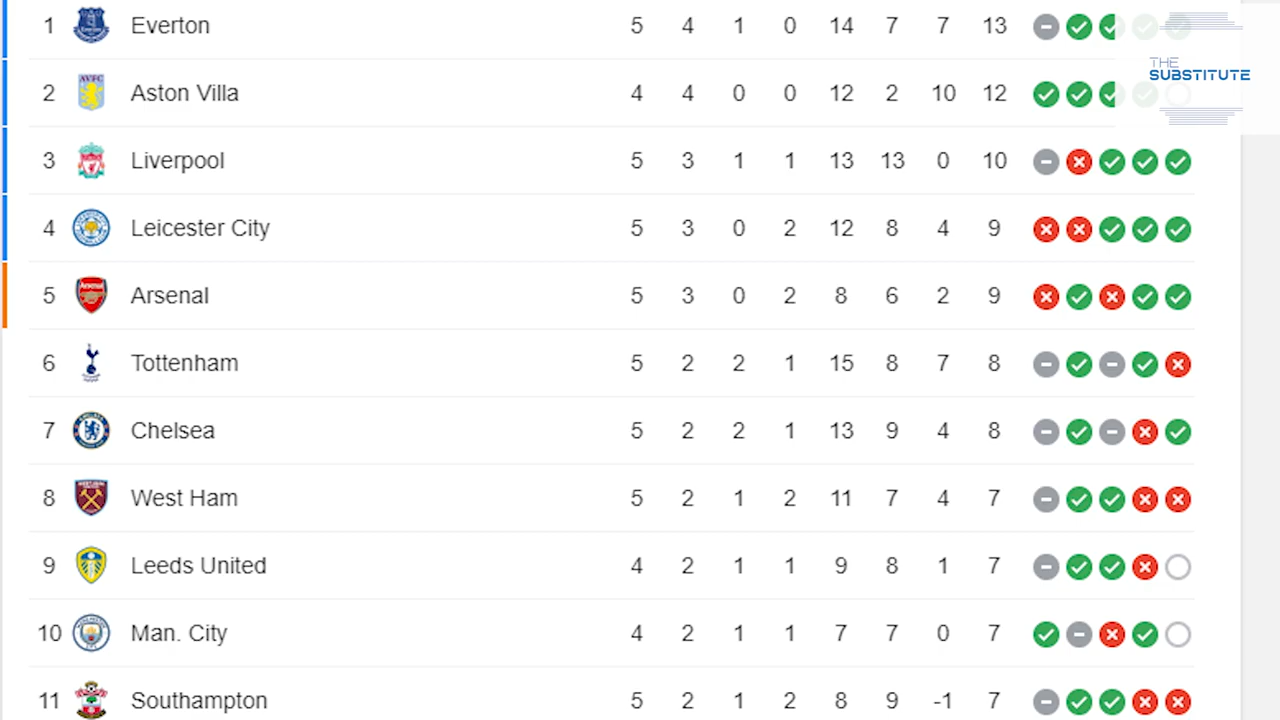 1 Everton 5 4 1 0 14 7 7 13
THE
SUBSTITUTE
2 Aston Villa 4 4 0 0 12 2 10 12
3 Liverpool 5 3 1 1 13 13 0 10
4 Leicester City 5 3 0 2 12 8 4 9
5 Arsenal 5 3 0 2 8 6 2 9
6 Tottenham 5 2 2 1 15 8 7 8
7 Chelsea 5 2 2 1 13 9 4 8
8 West Ham 5 2 1 2 11 7 4 7
9 Leeds United 4 2 1 1 9 8 1 7
10 Man. City 4 2 1 1 7 7 0 7
11 Southampton 5 2 1 2 8 9 -1 7